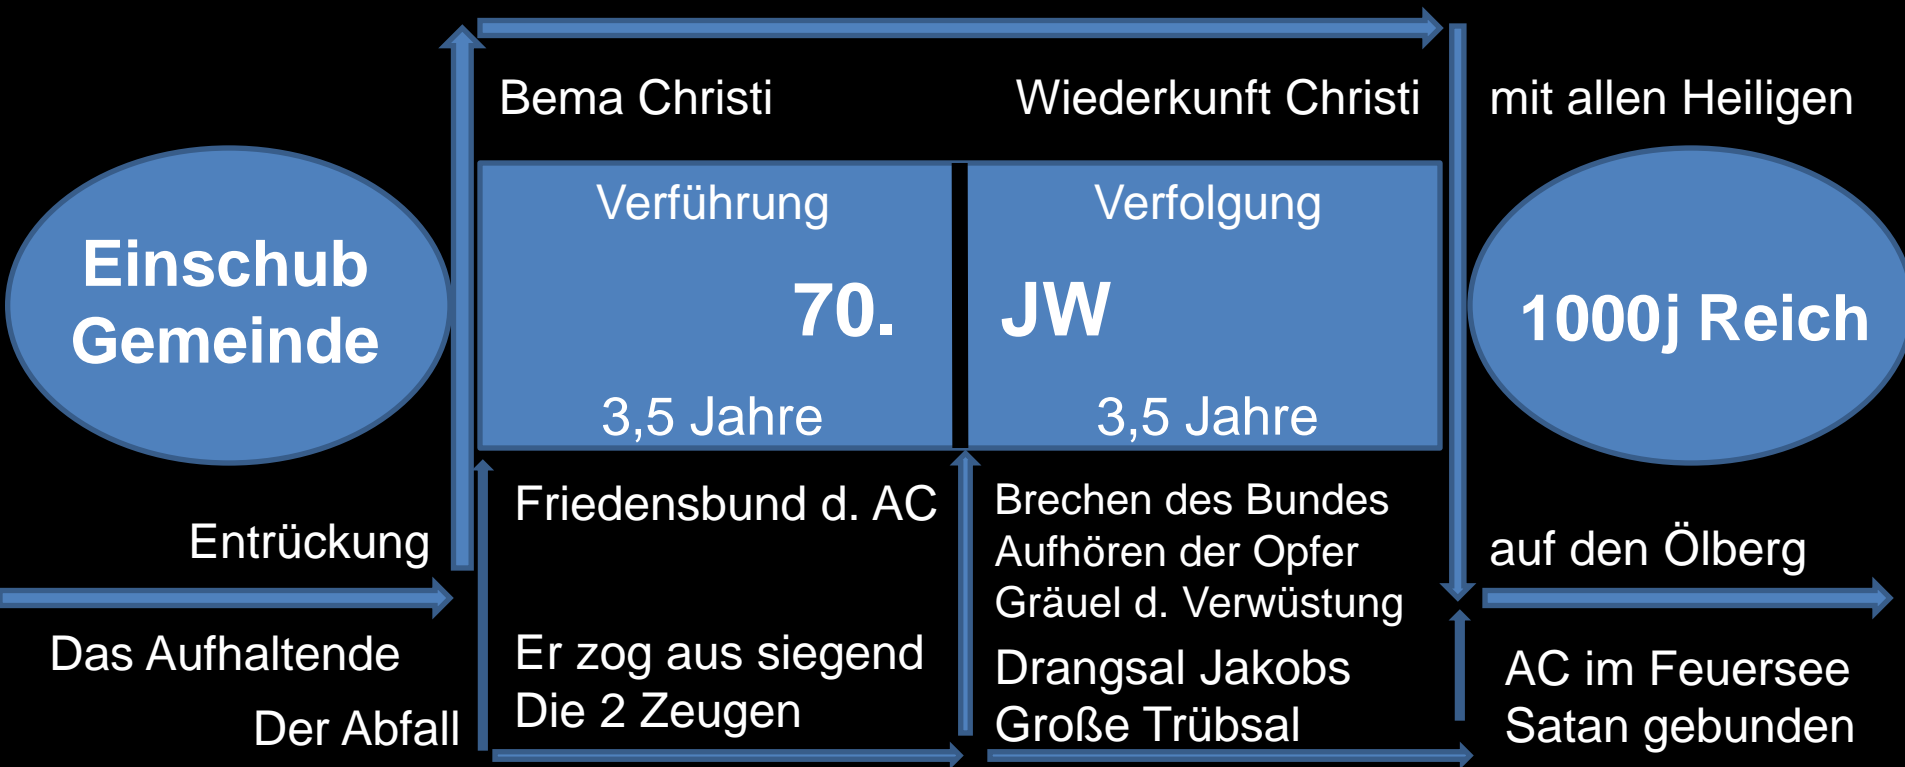 Bema Christi
Wiederkunft Christi
mit allen Heiligen
Einschub
Gemeinde
Verführung
70.
3,5 Jahre
Verfolgung
JW
3,5 Jahre
1000j Reich
Entrückung
Das Aufhaltende
Der Abfall
Friedensbund d. AC
Er zog aus siegend
Die 2 Zeugen
Brechen des Bundes
Aufhören der Opfer
Gräuel d. Verwüstung
Drangsal Jakobs
Große Trübsal
auf den Ölberg
AC im Feuersee
Satan gebunden